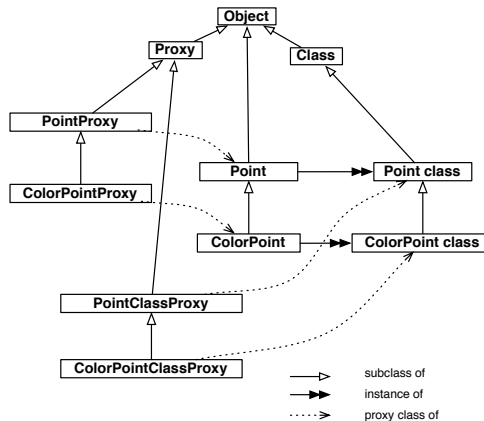 Object
Proxy
Class
PointProxy
Point
Point class
ColorPointProxy
ColorPoint
ColorPoint class
PointClassProxy
ColorPointClassProxy
subclass of
instance of
proxy class of